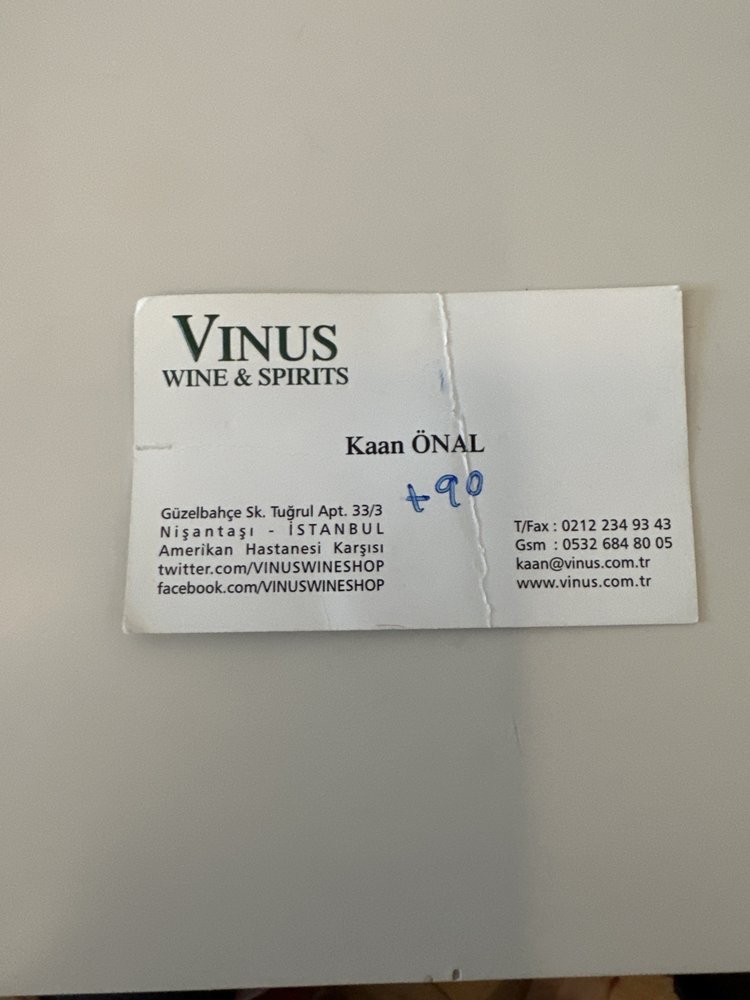 VINUS
WINE & SPIRITS
Kaan ÖNAL
+90
Güzelbahçe Sk. Tuğrul Apt. 33/3
Nişantaşı - İSTANBUL
Amerikan Hastanesi Karşısı
twitter.com/VINUSWINESHOP
facebook.com/VINUSWINESHOP
T/Fax : 0212 234 93 43
Gsm : 0532 684 80 05
kaan@vinus.com.tr
www.vinus.com.tr